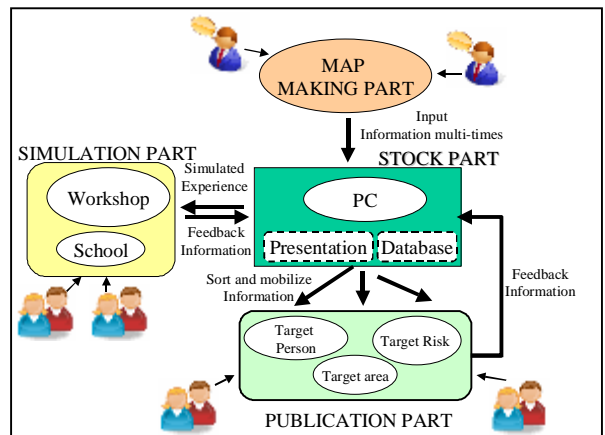 MAP
MAKING PART
Input
Information multi-times
SIMULATION PART
STOCK PART
Simulated
Experience
Workshop
PC
School
Feedback
Information
Presentation
Database
Sort and mobilize
Information
Feedback
Information
Target
Person
Target Risk
Target area
PUBLICATION PART